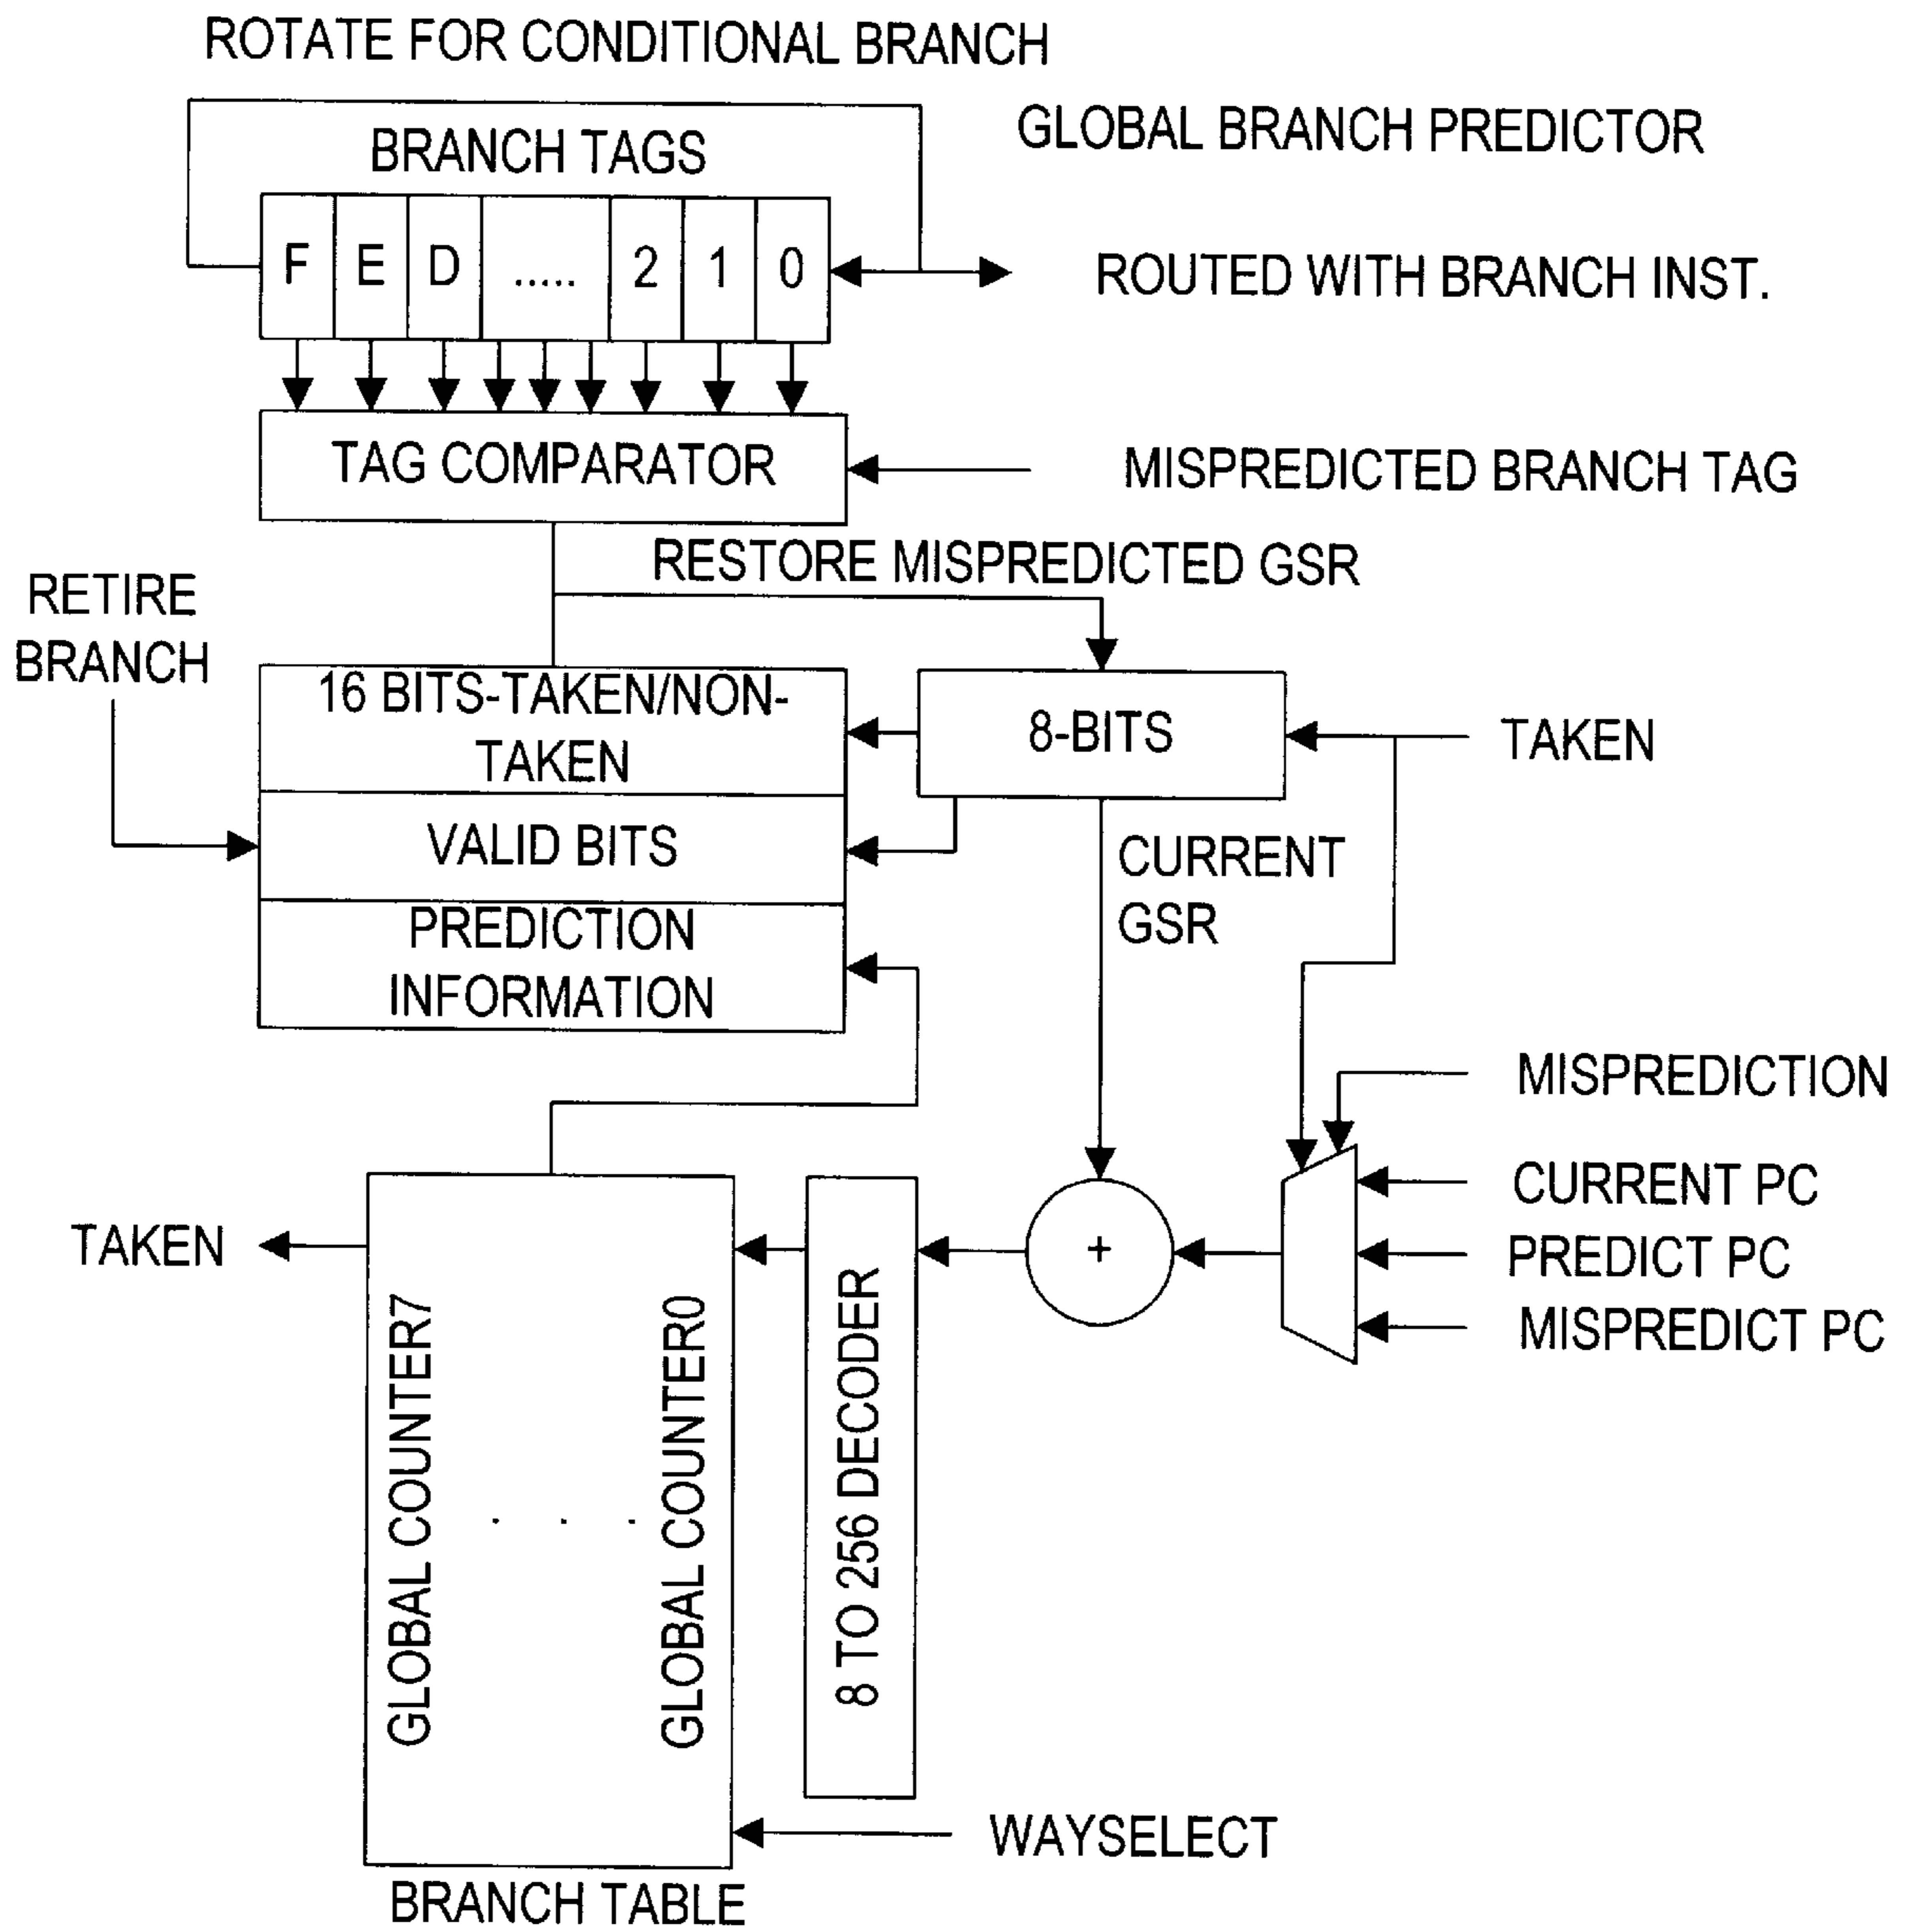 ROTATE FOR CONDITIONAL BRANCH
GLOBAL BRANCH PREDICTOR
BRANCH TAGS
F E D ..... 2 1 0
ROUTED WITH BRANCH INST.
TAG COMPARATOR
MISPREDICTED BRANCH TAG
RESTORE MISPREDICTED GSR
RETIRE
BRANCH
16 BITS-TAKEN/NON-
TAKEN
8-BITS
TAKEN
VALID BITS
CURRENT
GSR
PREDICTION
INFORMATION
MISPREDICTION
CURRENT PC
PREDICT PC
MISPREDICT PC
+
TAKEN
GLOBAL COUNTER7
. . .
GLOBAL COUNTER0
8 TO 256 DECODER
WAYSELECT
BRANCH TABLE